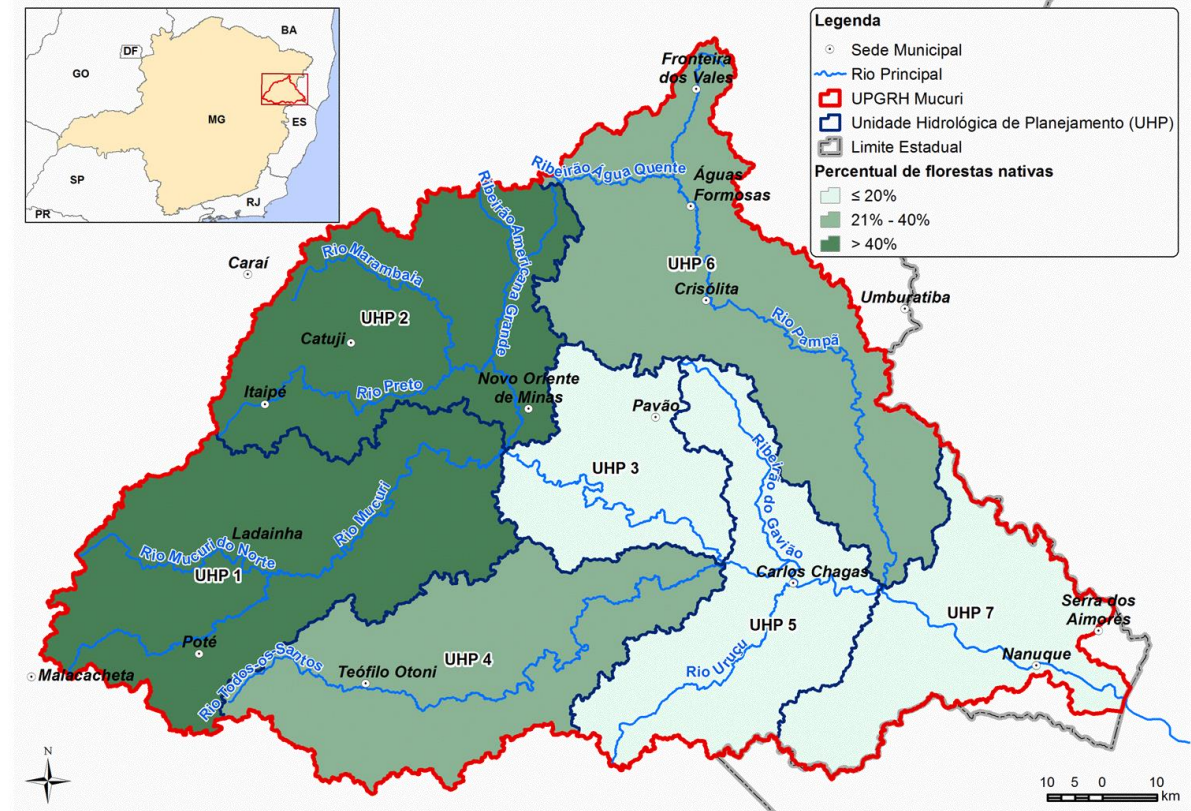 BA
DF
GO
MG
ES
SP
RJ
PR
Legenda
Sede Municipal
Rio Principal
UPGRH Mucuri
Unidade Hidrológica de Planejamento (UHP)
Limite Estadual
Percentual de florestas nativas
≤ 20%
21% - 40%
> 40%
Fronteira
dos Vales
Ribeirão Água Quente
Águas
Formosas
Ribeirão Americana Grande
Rio Marambaia
Caraí
UHP 6
Crisólita
Umburatiba
UHP 2
Rio Pampã
Catuji
Itaipé
Rio Preto
Novo Oriente
de Minas
Pavão
UHP 3
Ribeirão do Gavião
Rio Mucuri
Ladainha
Rio Mucuri do Norte
UHP 1
Carlos Chagas
UHP 7
Serra dos
Aimorés
UHP 5
Poté
Nanuque
UHP 4
Malacacheta
Rio Todos-os-Santos
Teófilo Otoni
Rio Uruçu
N
10 5 0 10
km